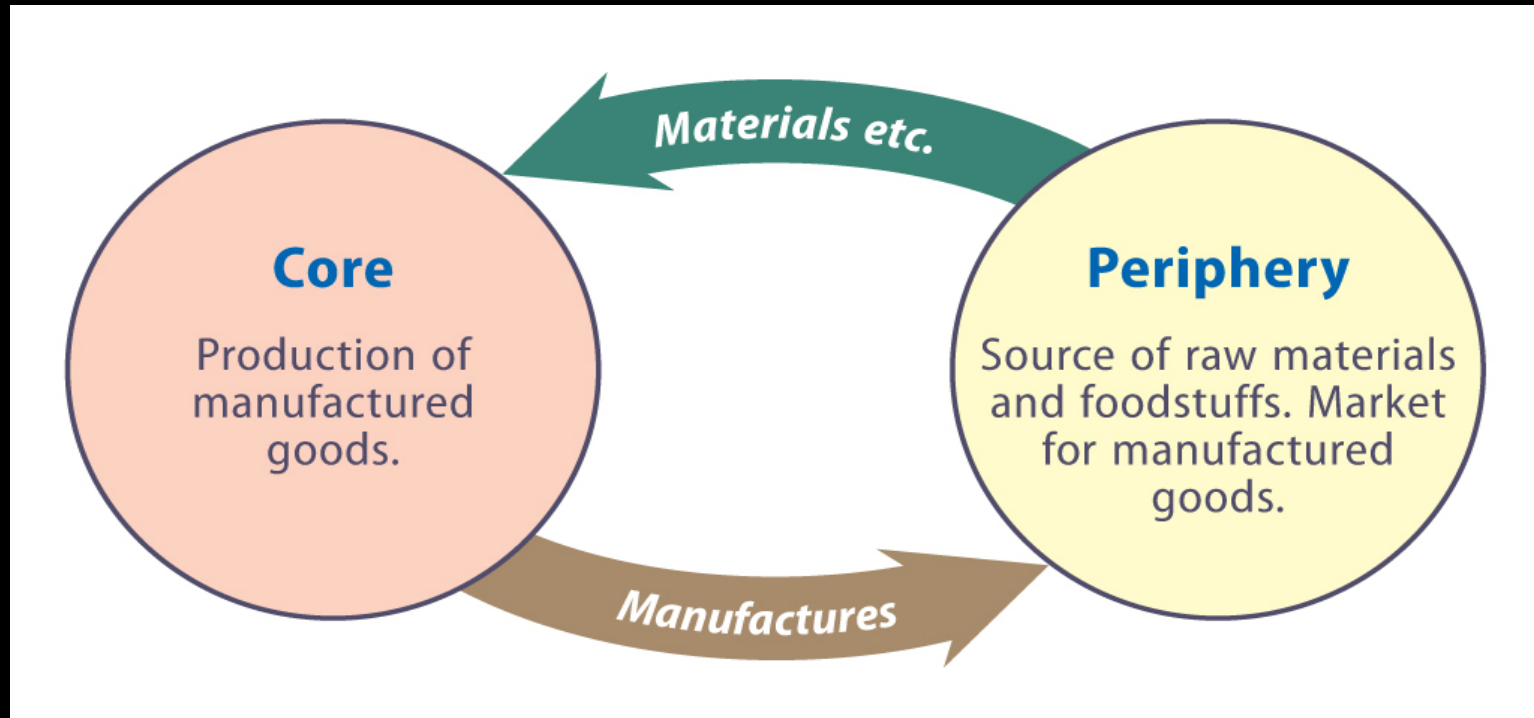 Materials etc.
Core
Production of
manufactured
goods.
Periphery
Source of raw materials
and foodstuffs. Market
for manufactured
goods.
Manufactures